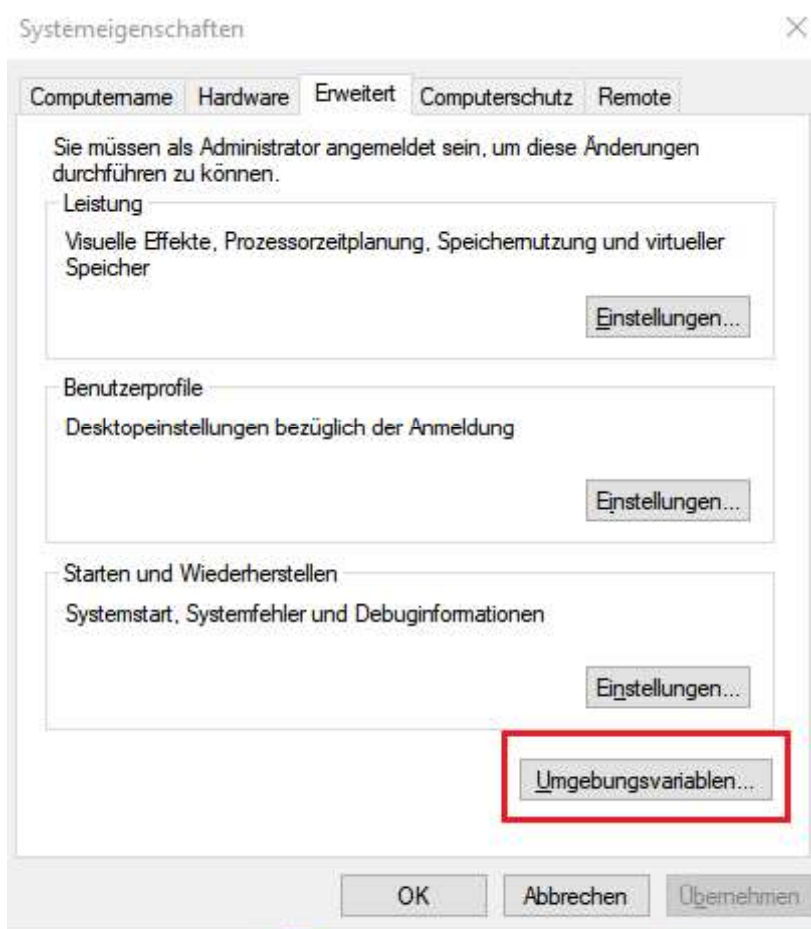 Systemeigenschaften
Computername Hardware Erweitert Computerschutz Remote
Sie müssen als Administrator angemeldet sein, um diese Änderungen
durchführen zu können.
Leistung
Visuelle Effekte, Prozessorzeitplanung, Speichernutzung und virtueller
Speicher
Einstellungen...
Benutzerprofile
Desktopeinstellungen bezüglich der Anmeldung
Einstellungen...
Starten und Wiederherstellen
Systemstart, Systemfehler und Debuginformationen
Einstellungen...
Umgebungsvariablen...
OK Abbrechen Übernehmen